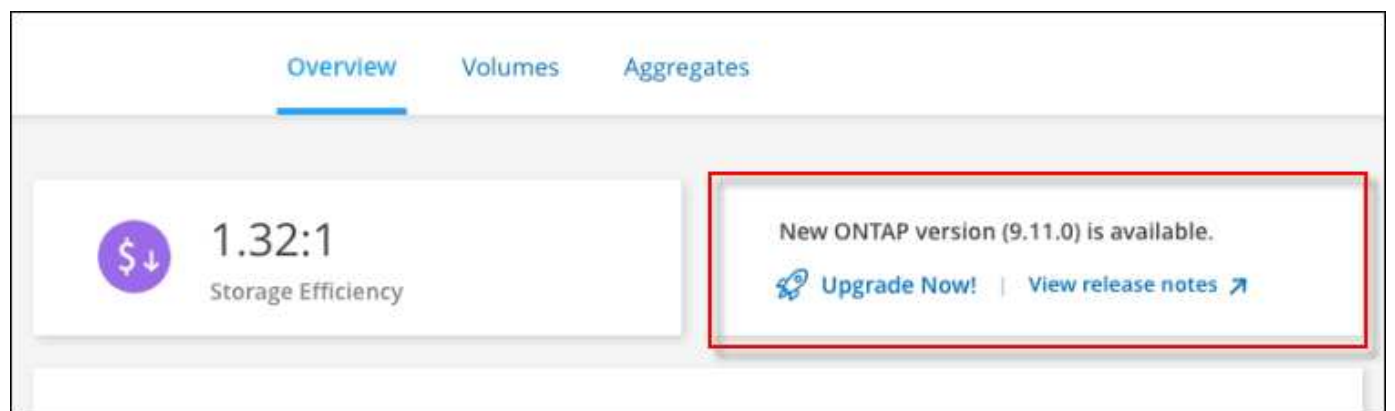 Overview Volumes Aggregates
1.32:1
Storage Efficiency
New ONTAP version (9.11.0) is available.
Upgrade Now! | View release notes